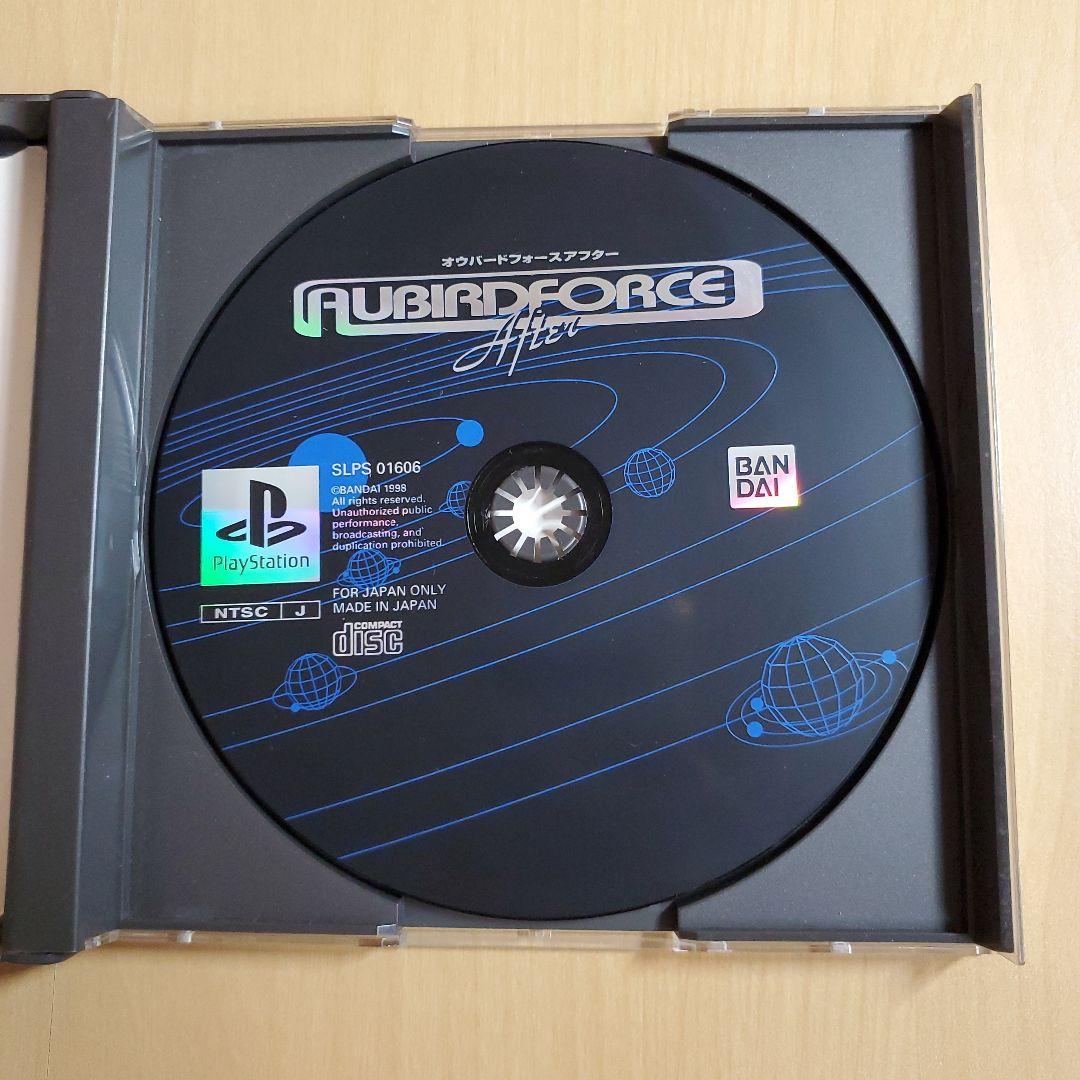 オウバードフォースアフター
AUBIRDFORCE
After
SLPS 01606
©BANDAI 1998
All rights reserved.
Unauthorized public
performance,
broadcasting, and
duplication prohibited.
PlayStation
FOR JAPAN ONLY
MADE IN JAPAN
NTSC J
COMPACT
disc
BAN
DAI